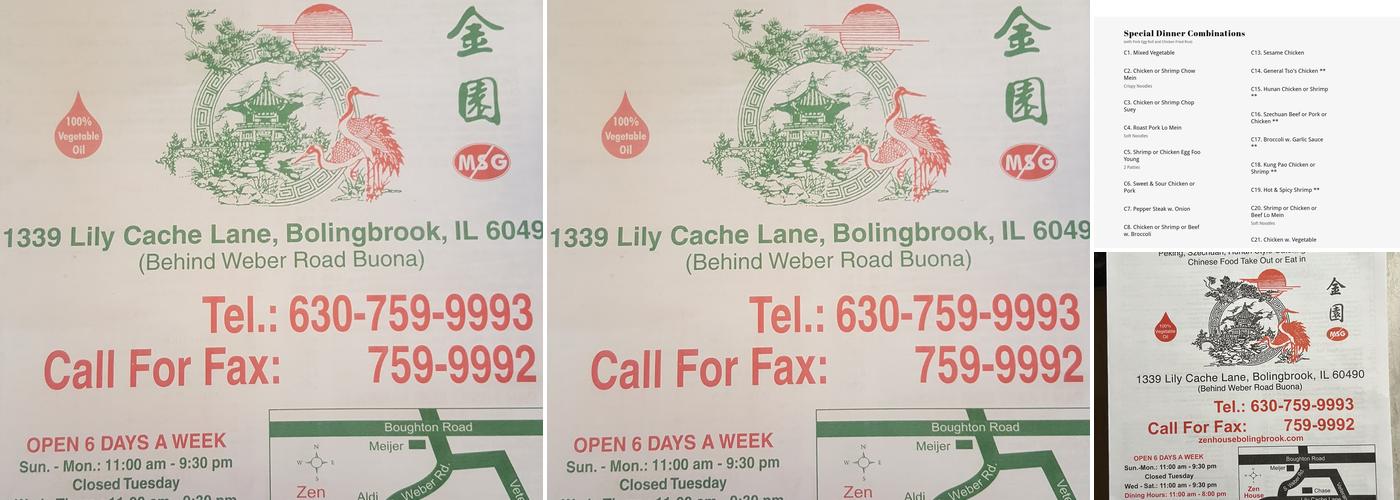 金
園
100%
Vegetable
Oil
MSG
1339 Lily Cache Lane, Bolingbrook, IL 6049
(Behind Weber Road Buona)
Tel.: 630-759-9993
Call For Fax: 759-9992
OPEN 6 DAYS A WEEK
Sun. - Mon.: 11:00 am - 9:30 pm
Closed Tuesday
Boughton Road
Meijer
N
W
E
S
Weber Rd.
Aldi
Zen
金
園
100%
Vegetable
Oil
MSG
1339 Lily Cache Lane, Bolingbrook, IL 6049
(Behind Weber Road Buona)
Tel.: 630-759-9993
Call For Fax: 759-9992
OPEN 6 DAYS A WEEK
Sun. - Mon.: 11:00 am - 9:30 pm
Closed Tuesday
Boughton Road
Meijer
N
W
E
S
Weber Rd.
Aldi
Zen
Special Dinner Combinations
(with Pork Egg Roll and Chicken Fried Rice)
C1. Mixed Vegetable
C2. Chicken or Shrimp Chow
Mein
Crispy Noodles
C3. Chicken or Shrimp Chop
Suey
C4. Roast Pork Lo Mein
Soft Noodles
C5. Shrimp or Chicken Egg Foo
Young
2 Patties
C6. Sweet & Sour Chicken or
Pork
C7. Pepper Steak w. Onion
C8. Chicken or Shrimp or Beef
w. Broccoli
C13. Sesame Chicken
C14. General Tso's Chicken **
C15. Hunan Chicken or Shrimp
**
C16. Szechuan Beef or Pork or
Chicken **
C17. Broccoli w. Garlic Sauce
**
C18. Kung Pao Chicken or
Shrimp **
C19. Hot & Spicy Shrimp **
C20. Shrimp or Chicken or
Beef Lo Mein
Soft Noodles
C21. Chicken w. Vegetable
Chinese Food Take Out or Eat in
金
園
100%
Vegetable
Oil
MSG
1339 Lily Cache Lane, Bolingbrook, IL 60490
(Behind Weber Road Buona)
Tel.: 630-759-9993
Call For Fax: 759-9992
zenhousebolingbrook.com
OPEN 6 DAYS A WEEK
Sun.-Mon.: 11:00 am - 9:30 pm
Closed Tuesday
Wed - Sat.: 11:00 am - 9:30 pm
Dining Hours: 11:00 am - 8:00 pm
Boughton Road
Meijer
Chase
Zen
House